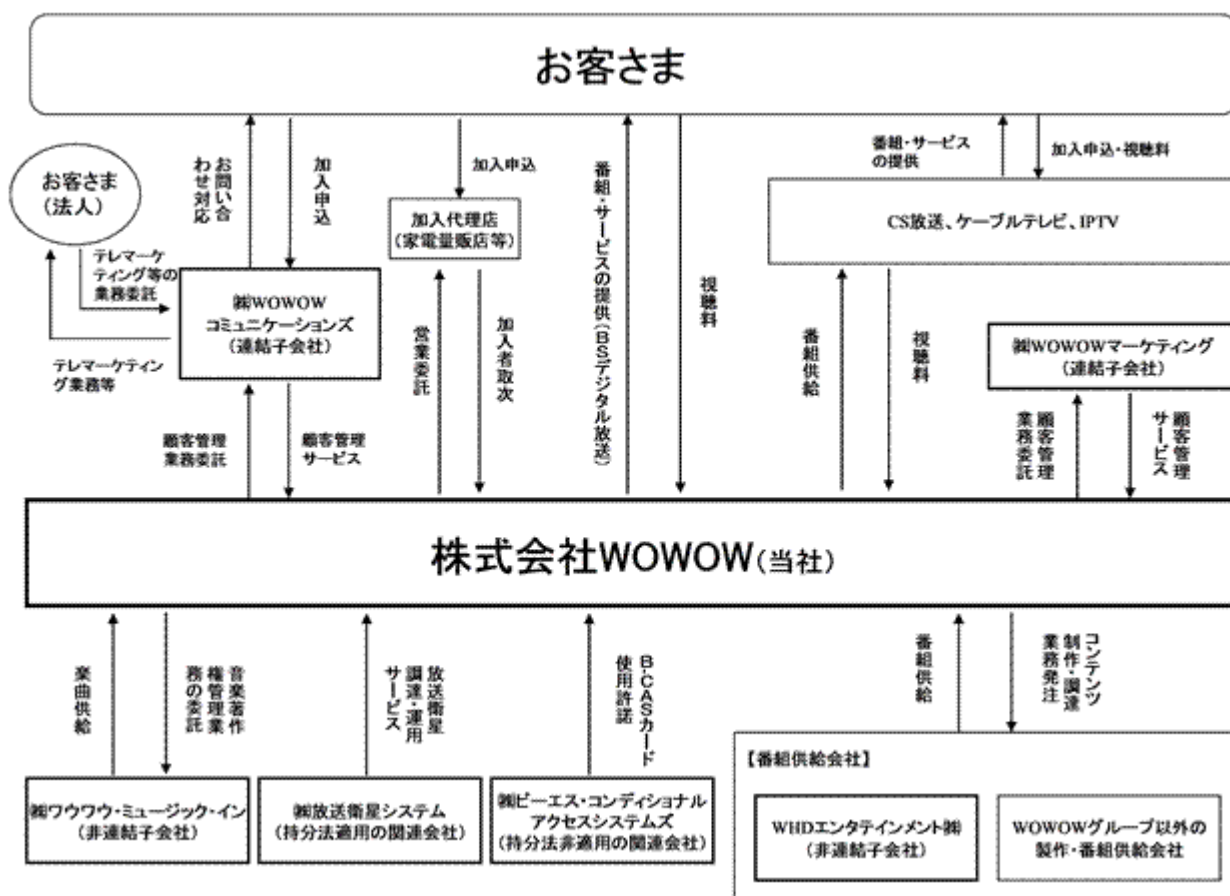 お客さま
お客さま
(法人)
お問い合
わせ対応
加入申込
加入申込
番組・サービスの提供(BSデジタル放送)
視聴料
番組・サービス
の提供
加入申込・視聴料
加入代理店
(家電量販店等)
CS放送、ケーブルテレビ、IPTV
テレマーケ
ティング等の
業務委託
テレマーケティン
グ業務等
㈱WOWOW
コミュニケーションズ
(連結子会社)
営業委託
加入者取次
番組供給
視聴料
㈱WOWOWマーケティング
(連結子会社)
顧客管理
業務委託
顧客管理
サービス
顧客管理
業務委託
顧客管理
サービス
株式会社WOWOW(当社)
楽曲供給
音楽著作
権管理業
務の委託
放送衛星
調達・運用
サービス
B-CASカード
使用許諾
番組供給
コンテンツ
制作・調達
業務発注
㈱ワウワウ・ミュージック・イン
(非連結子会社)
㈱放送衛星システム
(持分法適用の関連会社)
㈱ビーエス・コンディショナル
アクセスシステムズ
(持分法非適用の関連会社)
【番組供給会社】
WHDエンタテインメント㈱
(非連結子会社)
WOWOWグループ以外の
製作・番組供給会社